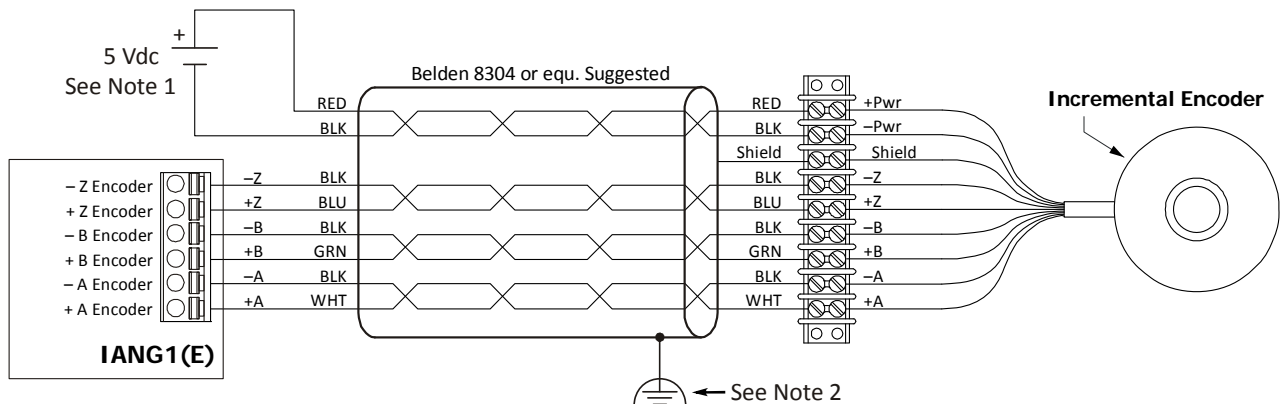 +
5 Vdc
See Note 1
Belden 8304 or equ. Suggested
RED
BLK
RED
+Pwr
BLK
–Pwr
Shield
Shield
Incremental Encoder
– Z Encoder
–Z
BLK
BLK
–Z
+ Z Encoder
+Z
BLU
BLU
+Z
– B Encoder
–B
BLK
BLK
–B
+ B Encoder
+B
GRN
GRN
+B
– A Encoder
–A
BLK
BLK
–A
+ A Encoder
+A
WHT
WHT
+A
IANG1(E)
See Note 2